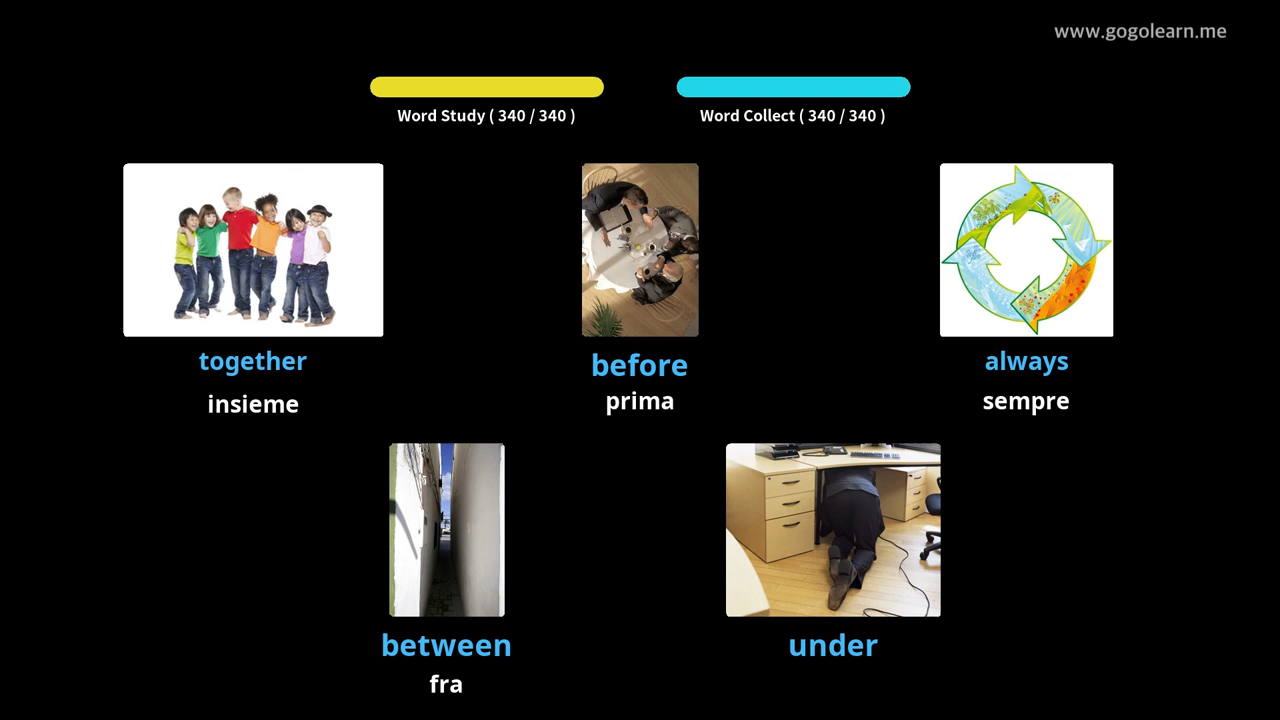 www.gogolearn.me
Word Study ( 340 / 340 )
Word Collect ( 340 / 340 )
together
insieme
before
prima
always
sempre
between
fra
under